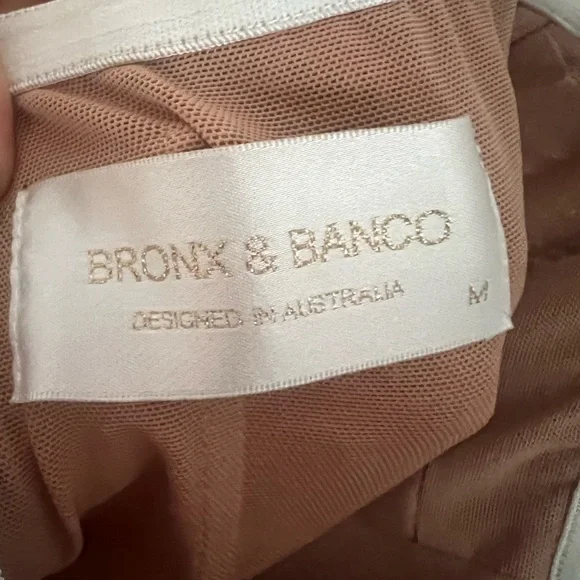 BRONX & BANCO
DESIGNED IN AUSTRALIA M